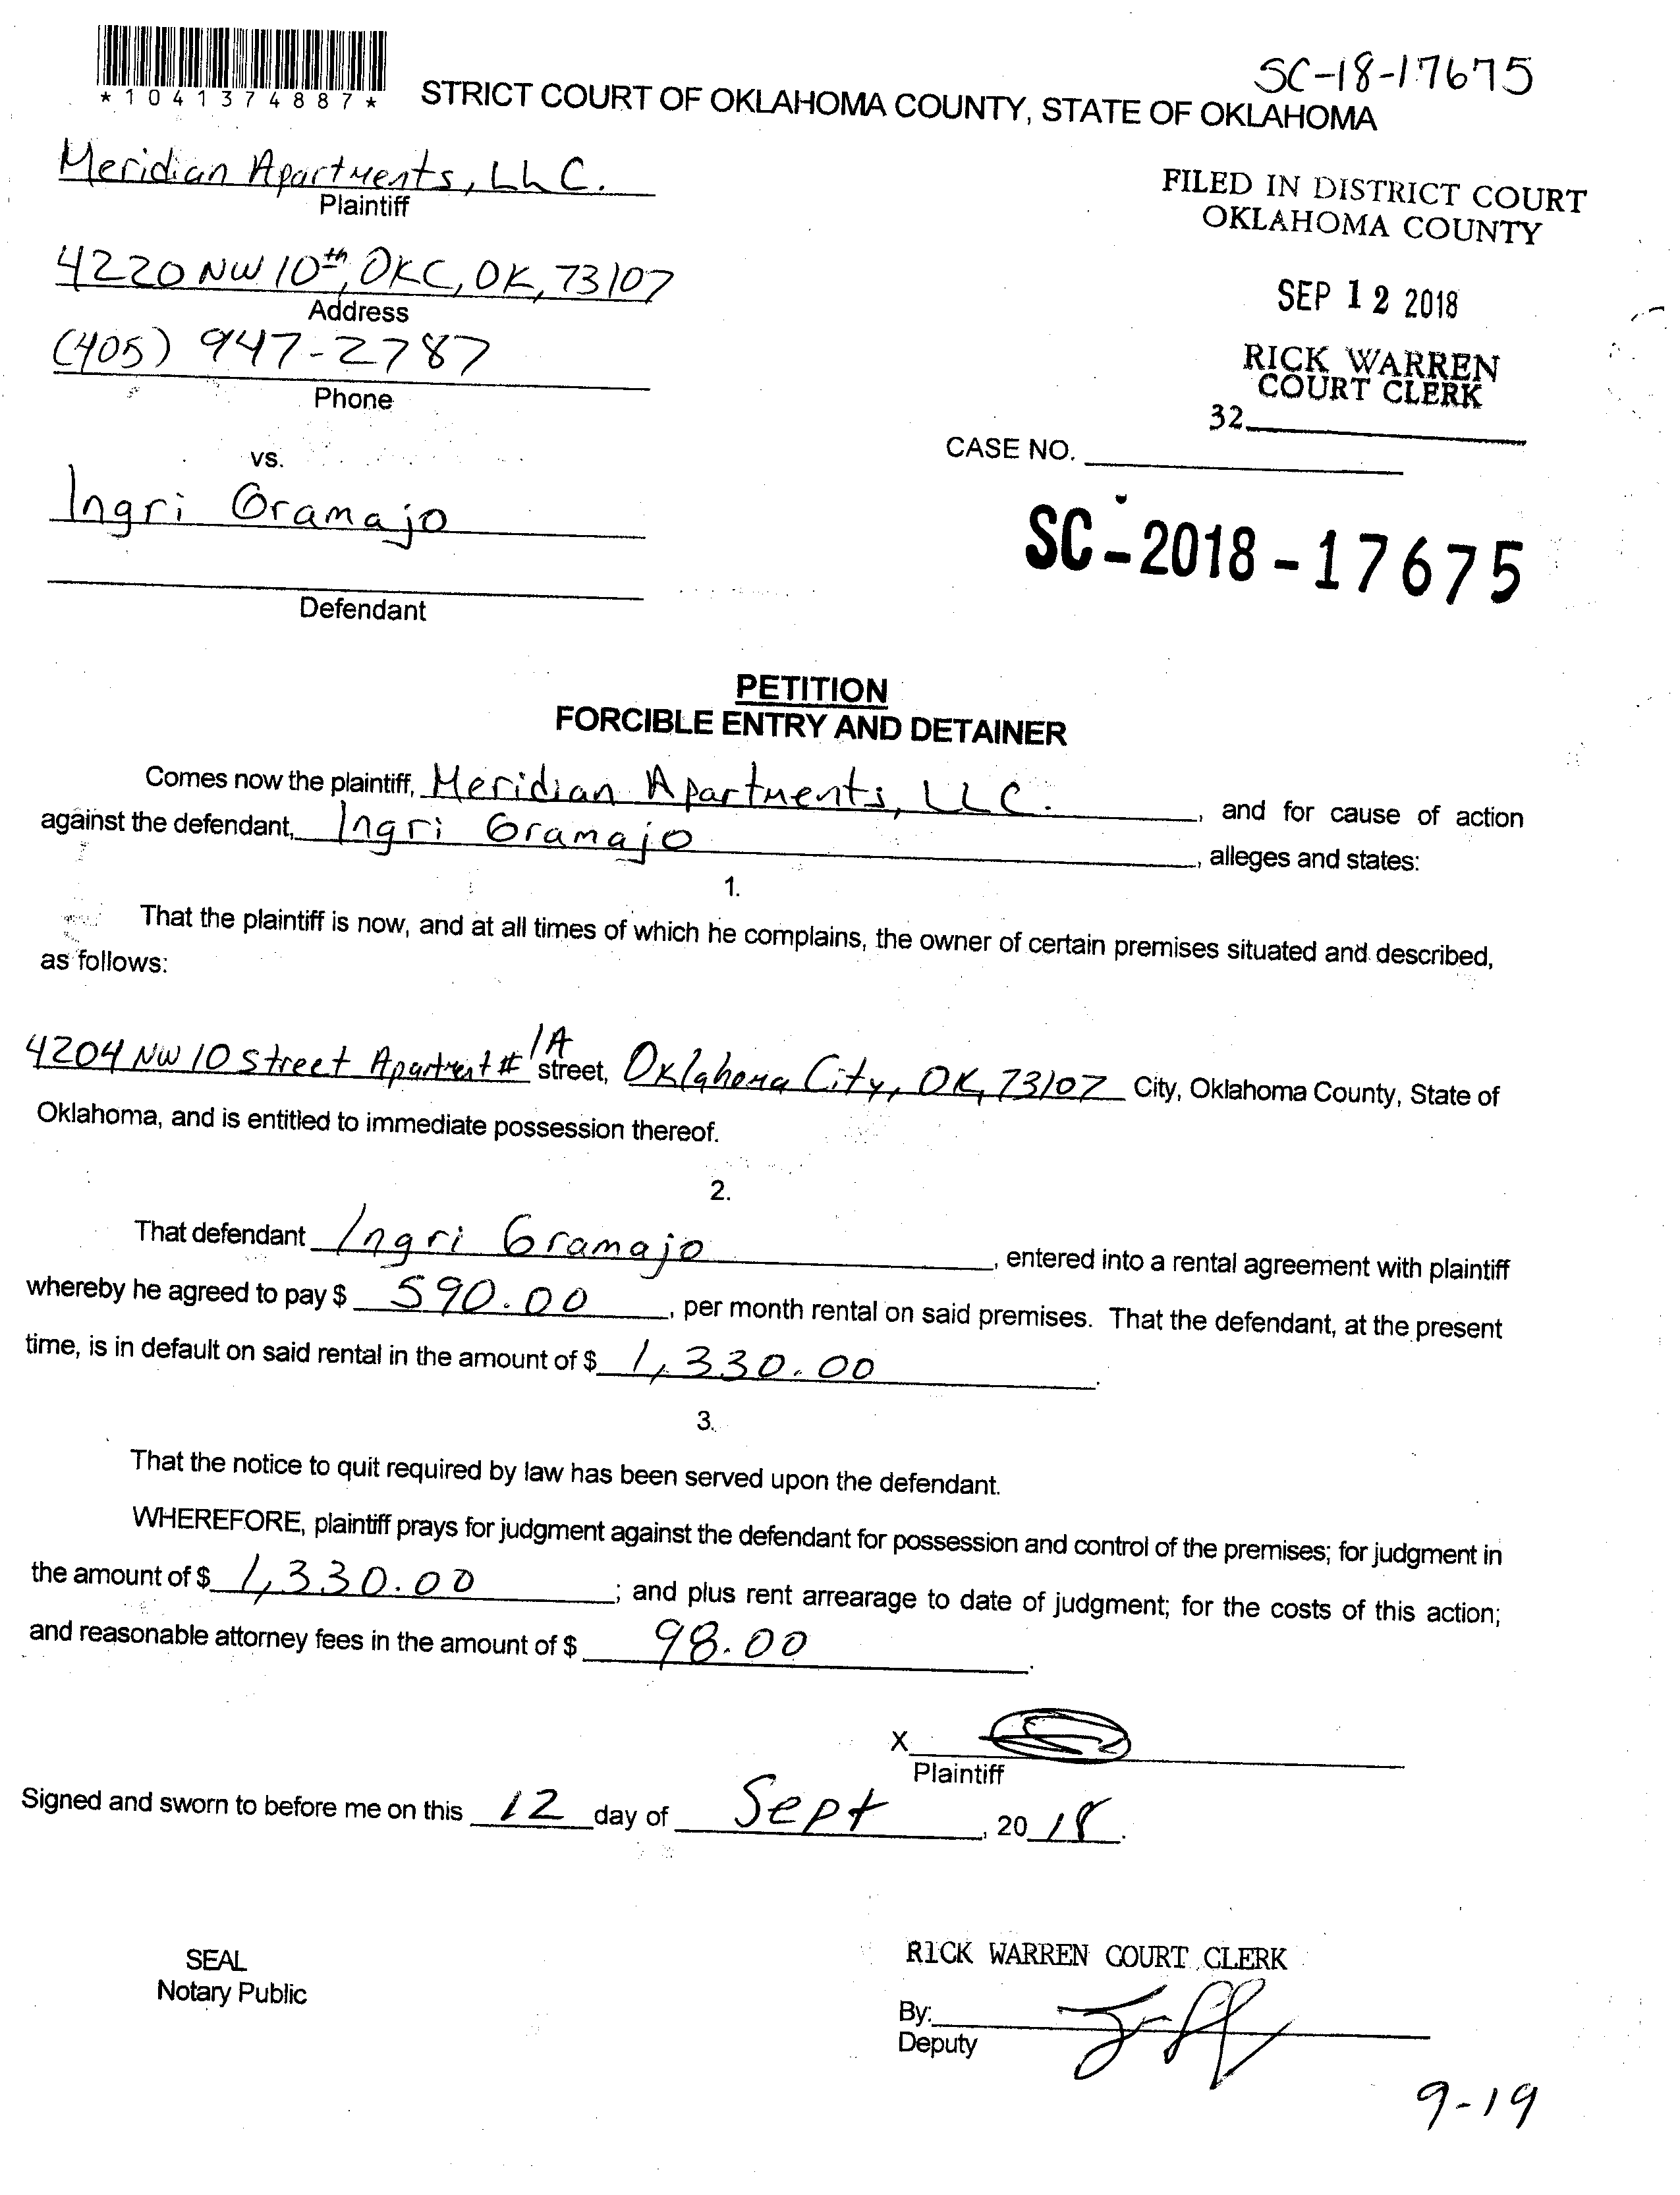 SC-18-17675
*1041374887*
STRICT COURT OF OKLAHOMA COUNTY, STATE OF OKLAHOMA
Meridian Apartments, LLC.
Plaintiff
FILED IN DISTRICT COURT
OKLAHOMA COUNTY
4220 NW 10th, OKC, OK, 73107
Address
SEP 12 2018
(405) 947-2787
Phone
RICK WARREN
COURT CLERK
32
CASE NO.
vs.
Ingri Gramajo
SC-2018-17675
Defendant
PETITION
FORCIBLE ENTRY AND DETAINER
Comes now the plaintiff, Meridian Apartments, LLC. , and for cause of action
against the defendant, Ingri Gramajo , alleges and states:
1.
That the plaintiff is now, and at all times of which he complains, the owner of certain premises situated and described,
as follows:
4204 NW 10 Street Apartment # 1A street, Oklahoma City, OK, 73107 City, Oklahoma County, State of
Oklahoma, and is entitled to immediate possession thereof.
2.
That defendant Ingri Gramajo , entered into a rental agreement with plaintiff
whereby he agreed to pay $ 590.00 , per month rental on said premises. That the defendant, at the present
time, is in default on said rental in the amount of $ 1,330.00 .
3.
That the notice to quit required by law has been served upon the defendant.
WHEREFORE, plaintiff prays for judgment against the defendant for possession and control of the premises; for judgment in
the amount of $ 1,330.00 ; and plus rent arrearage to date of judgment; for the costs of this action;
and reasonable attorney fees in the amount of $ 98.00 .
X
Plaintiff
Signed and sworn to before me on this 12 day of Sept , 20 18.
SEAL
Notary Public
RICK WARREN COURT CLERK
By:
Deputy
9-19